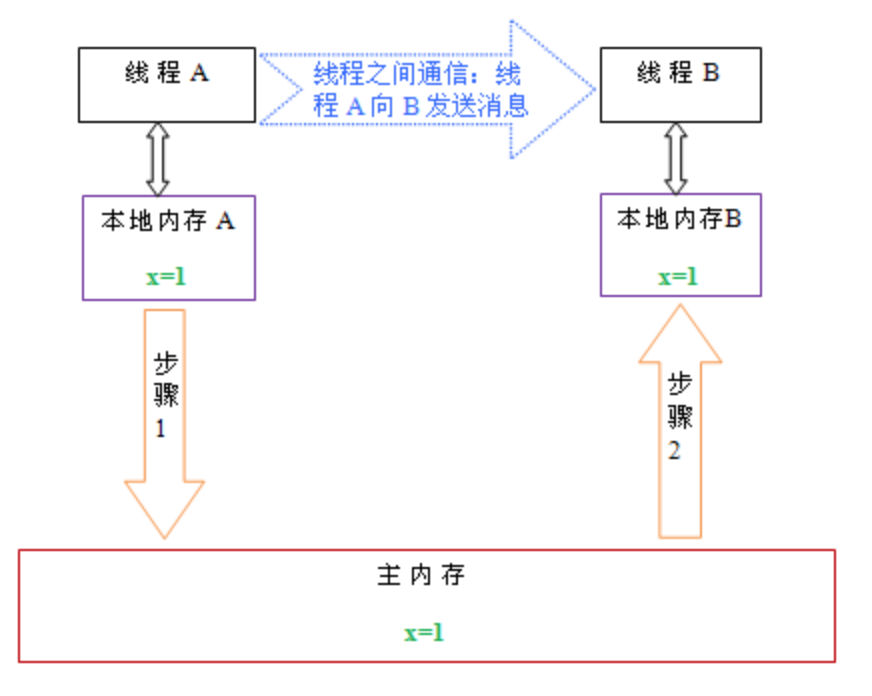 线程 A
线程之间通信：线
程 A 向 B 发送消息
线程 B
本地内存 A
x=1
本地内存B
x=1
步
骤
1
步
骤
2
主内存
x=1